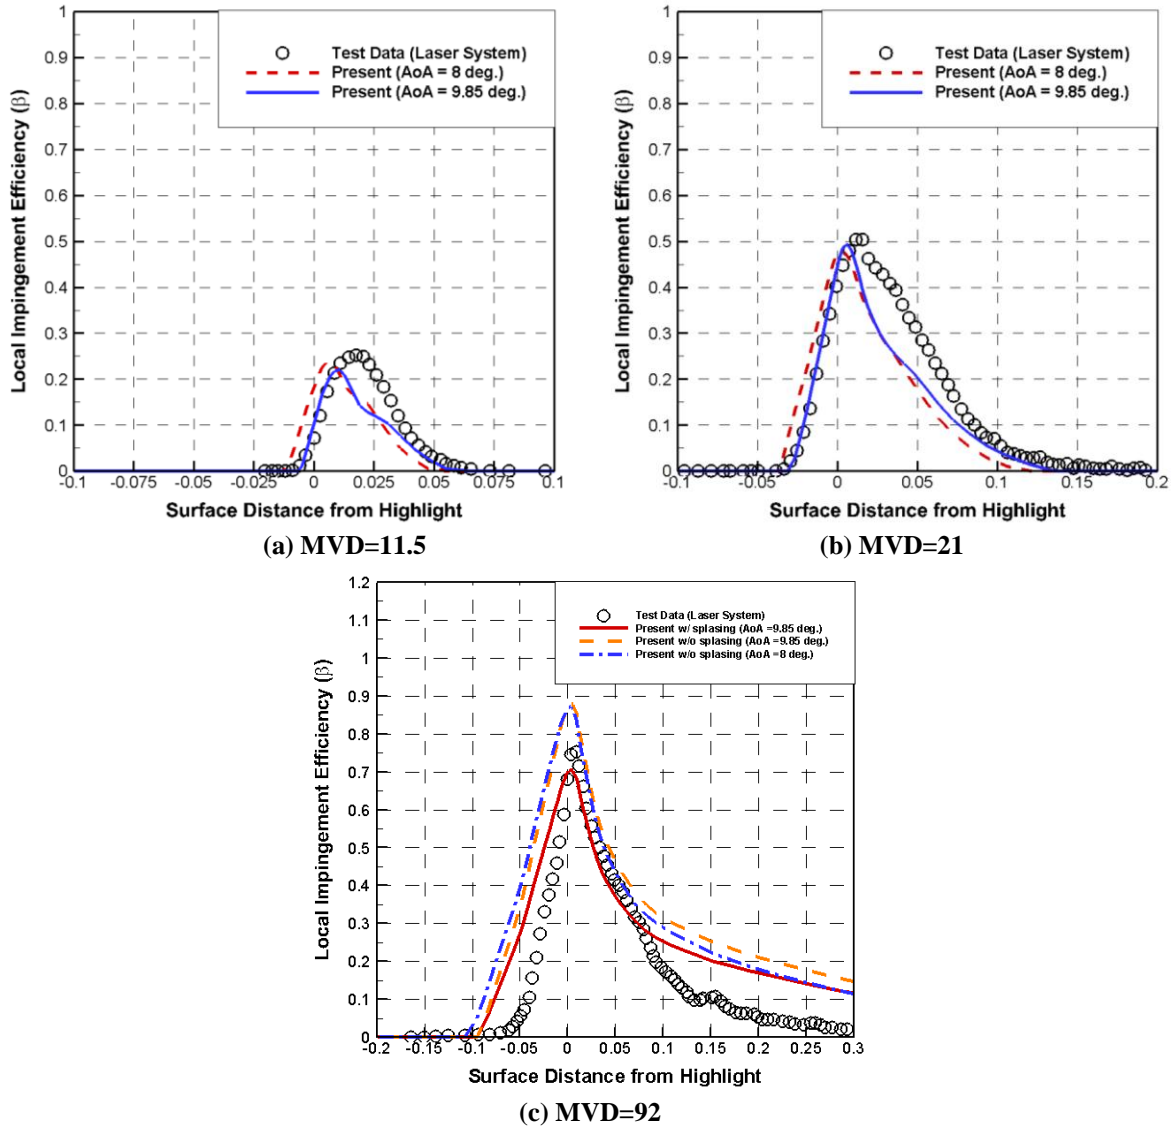 1
0.9
0.8
0.7
0.6
0.5
0.4
0.3
0.2
0.1
0
Local Impingement Efficiency (β)
Test Data (Laser System)
Present (AoA = 8 deg.)
Present (AoA = 9.85 deg.)
-0.1 -0.075 -0.05 -0.025 0 0.025 0.05 0.075 0.1
Surface Distance from Highlight
(a) MVD=11.5
1
0.9
0.8
0.7
0.6
0.5
0.4
0.3
0.2
0.1
0
Local Impingement Efficiency (β)
Test Data (Laser System)
Present (AoA = 8 deg.)
Present (AoA = 9.85 deg.)
-0.1 -0.05 0 0.05 0.1 0.15 0.2
Surface Distance from Highlight
(b) MVD=21
1.2
1.1
1
0.9
0.8
0.7
0.6
0.5
0.4
0.3
0.2
0.1
0
Local Impingement Efficiency (β)
Test Data (Laser System)
Present w/ splasing (AoA =9.85 deg.)
Present w/o splasing (AoA =9.85 deg.)
Present w/o splasing (AoA =8 deg.)
-0.2 -0.15 -0.1 -0.05 0 0.05 0.1 0.15 0.2 0.25 0.3
Surface Distance from Highlight
(c) MVD=92